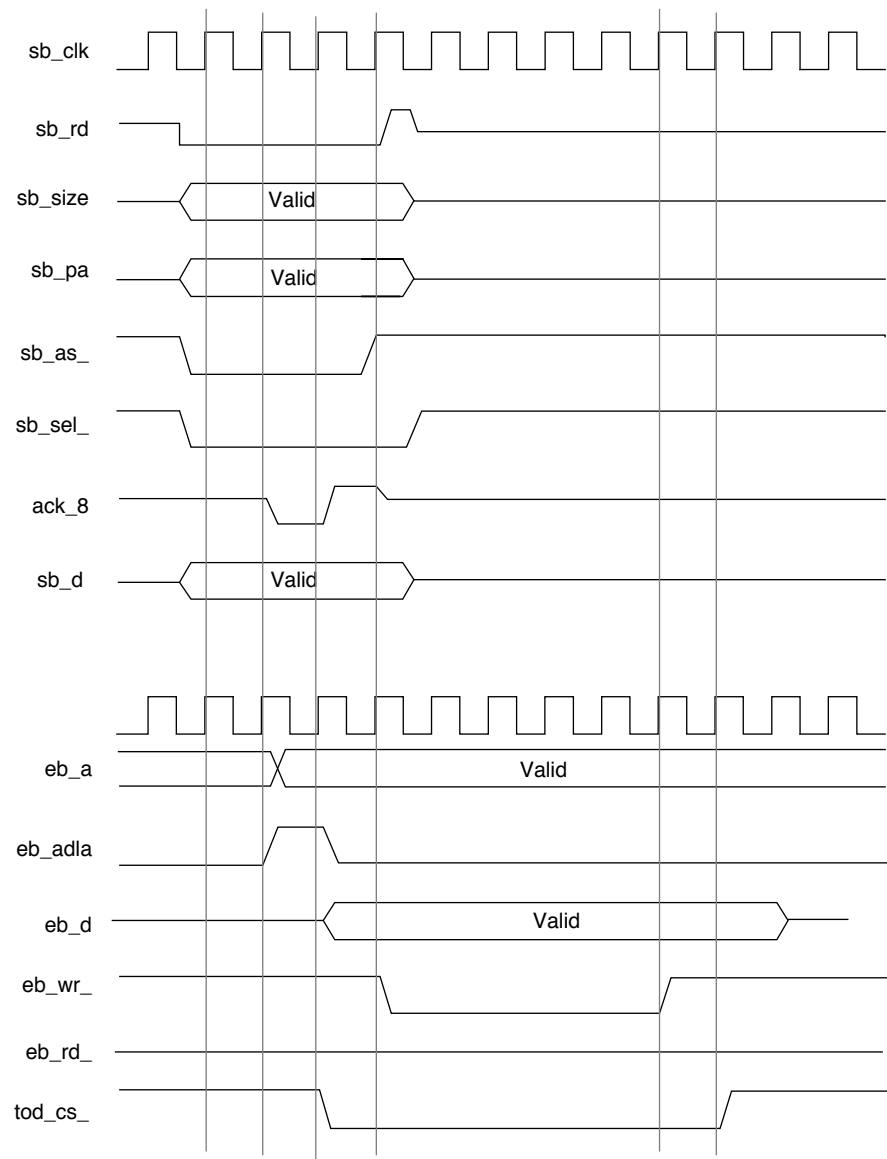 sb_clk
sb_rd
sb_size Valid
sb_pa Valid
sb_as_
sb_sel_
ack_8
sb_d Valid
eb_a Valid
eb_adla
eb_d Valid
eb_wr_
eb_rd_
tod_cs_